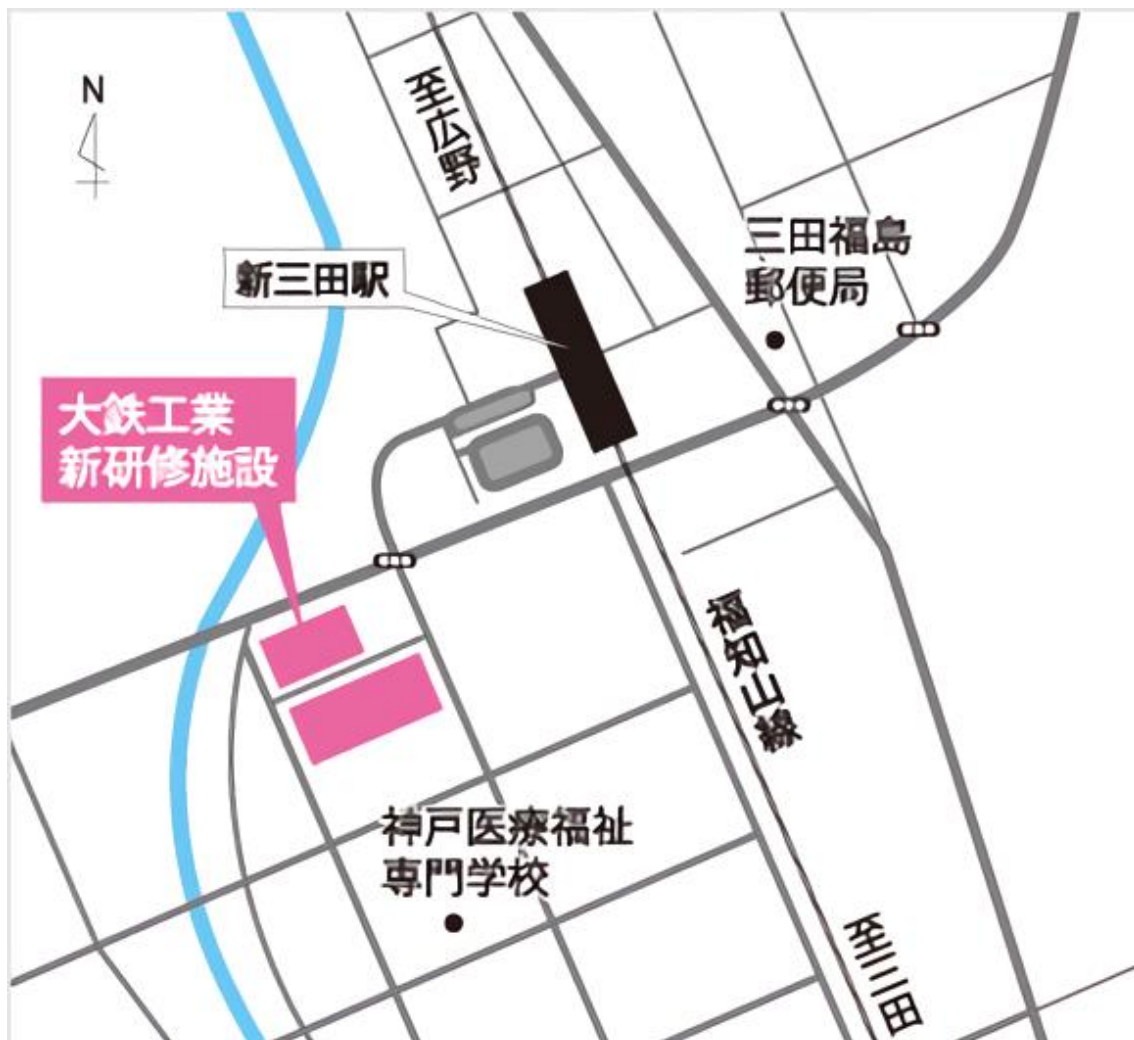 N
至広野
三田福島
郵便局
新三田駅
大鉄工業
新研修施設
福知山線
神戸医療福祉
専門学校
至三田